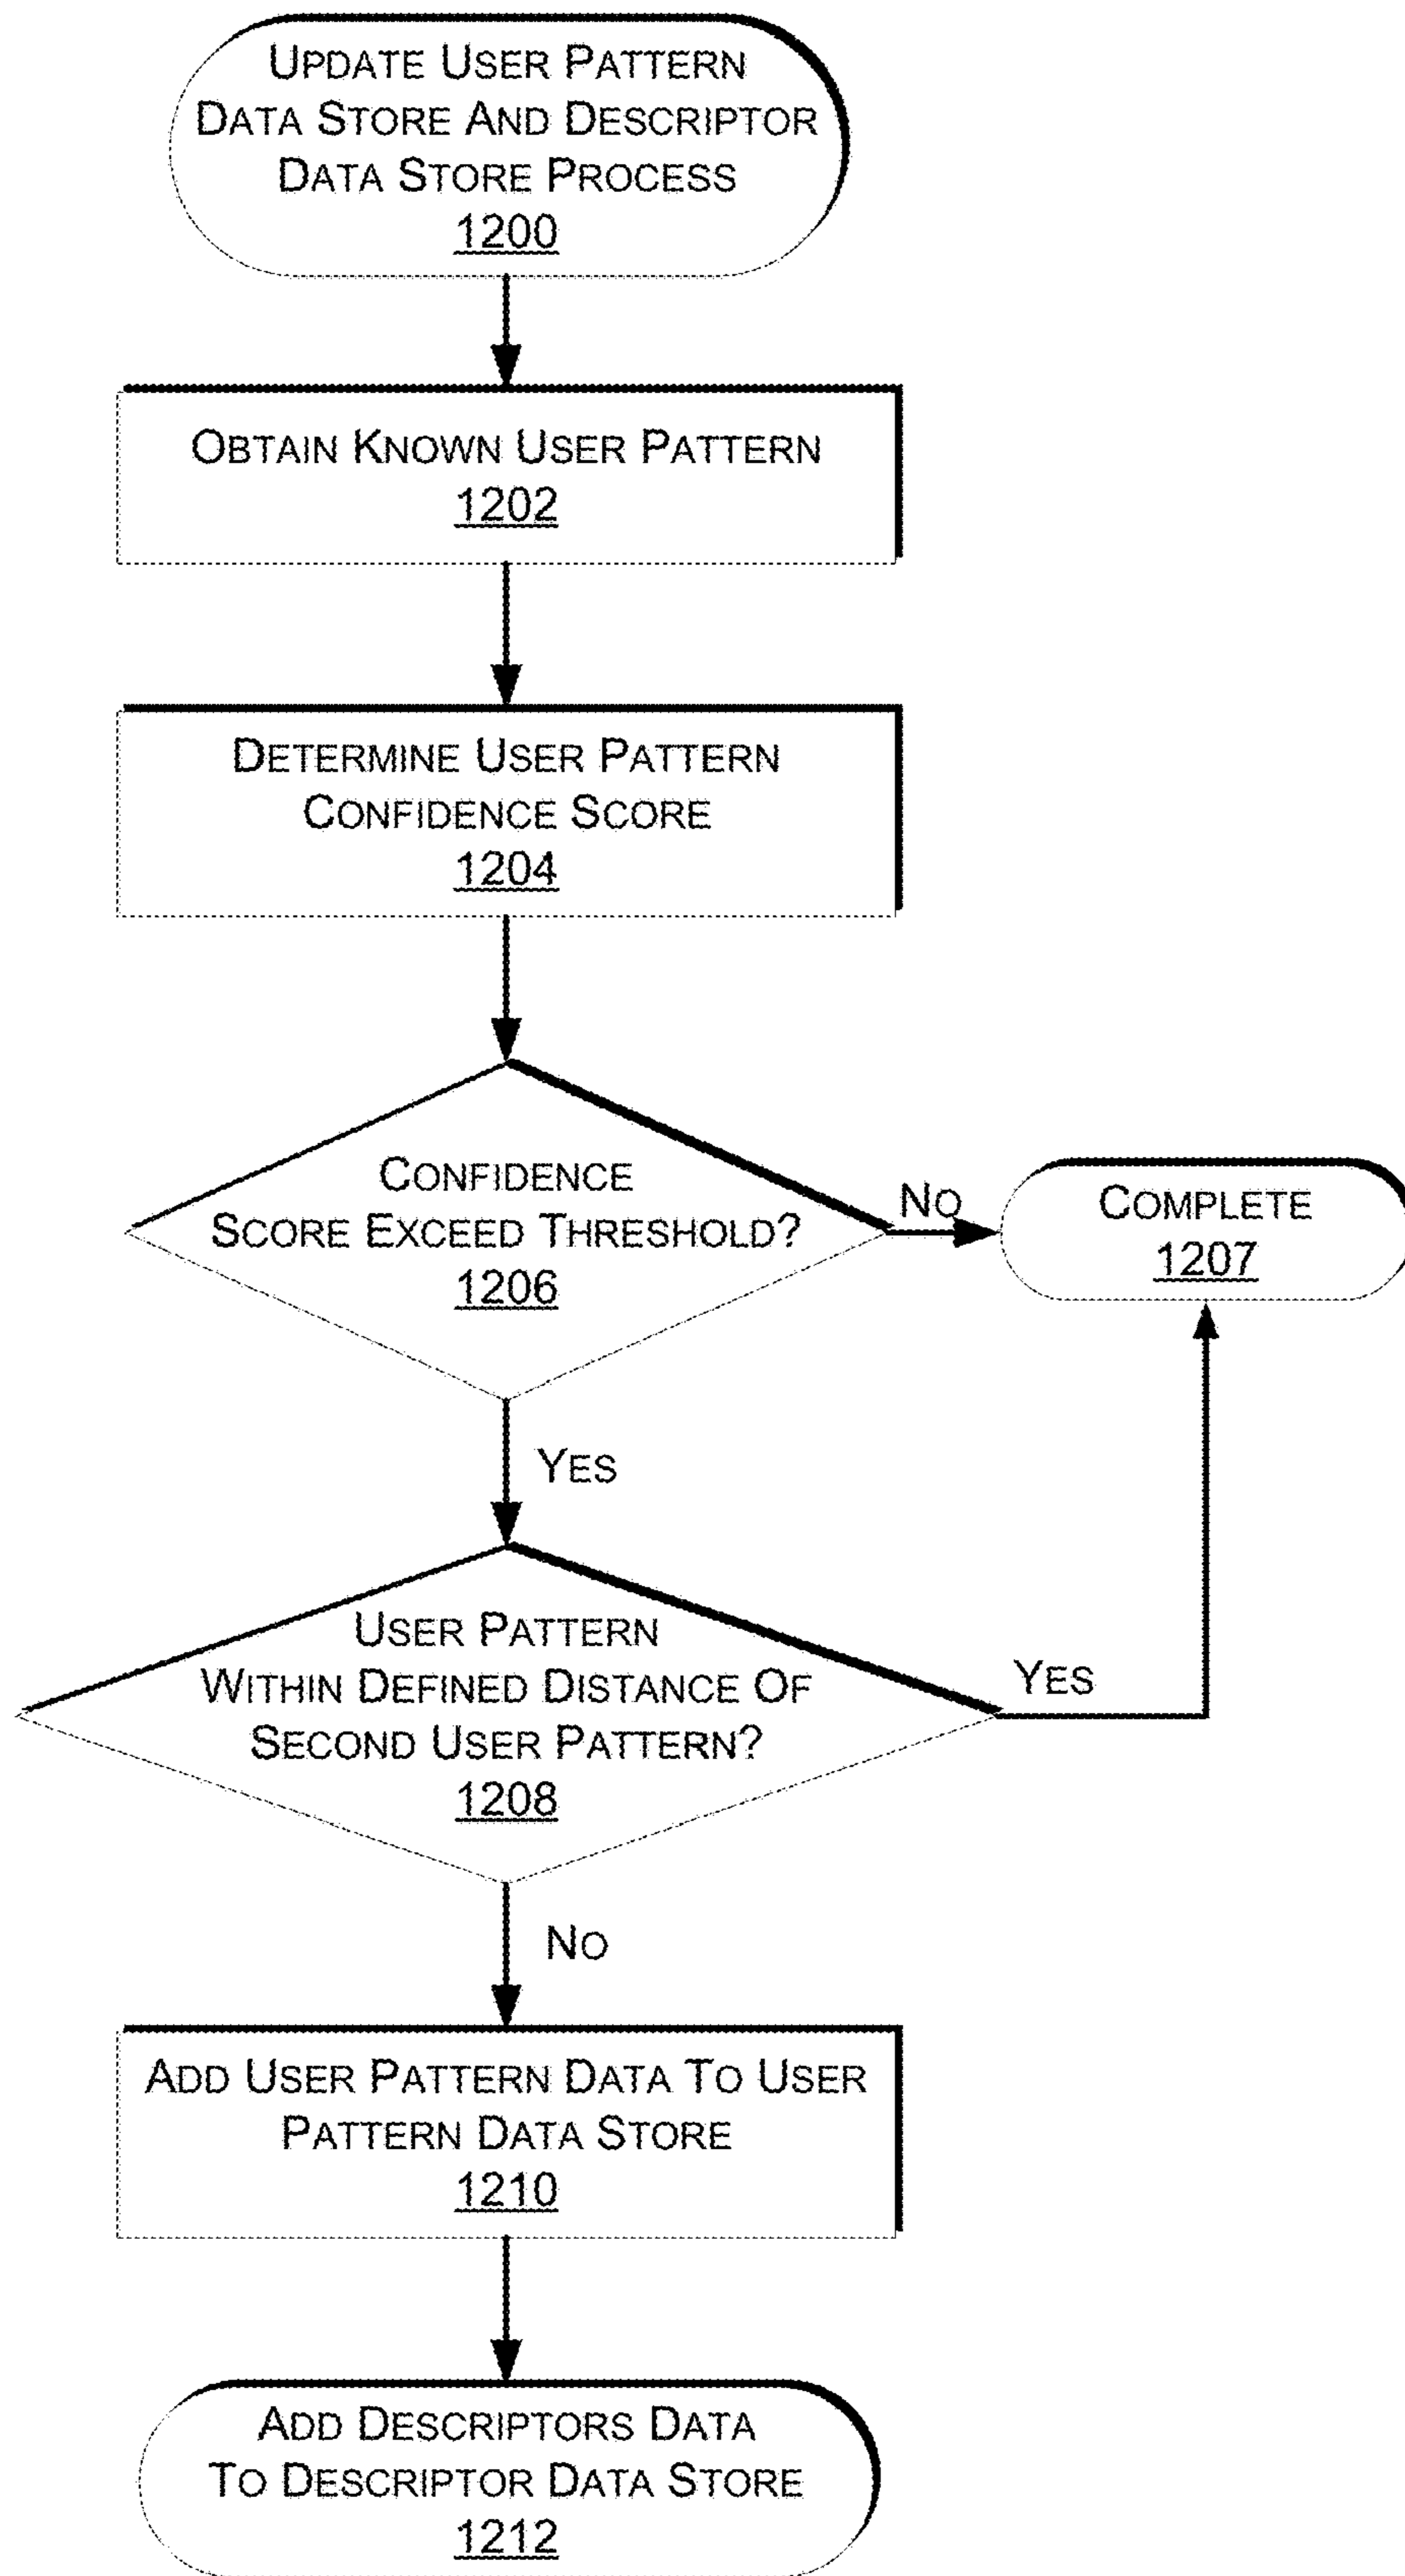 UPDATE USER PATTERN
DATA STORE AND DESCRIPTOR
DATA STORE PROCESS
1200
OBTAIN KNOWN USER PATTERN
1202
DETERMINE USER PATTERN
CONFIDENCE SCORE
1204
CONFIDENCE
SCORE EXCEED THRESHOLD?
1206
NO
COMPLETE
1207
YES
USER PATTERN
WITHIN DEFINED DISTANCE OF
SECOND USER PATTERN?
1208
YES
NO
ADD USER PATTERN DATA TO USER
PATTERN DATA STORE
1210
ADD DESCRIPTORS DATA
TO DESCRIPTOR DATA STORE
1212